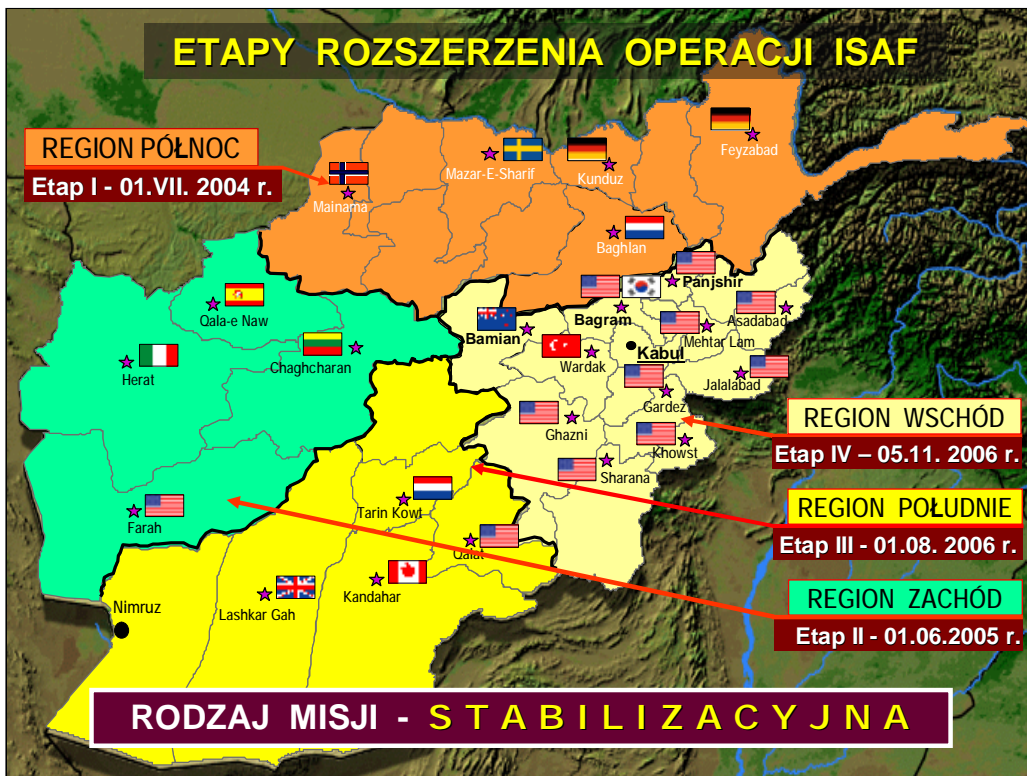 ETAPY ROZSZERZENIA OPERACJI ISAF
REGION PÓŁNOC
Etap I - 01.VII. 2004 r.
Mainama
Mazar-E-Sharif
Kunduz
Feyzabad
Baghlan
Qala-e Naw
Herat
Chaghcharan
Farah
Panjshir
Bagram
Bamian
Asadabad
Mehtar Lam
Kabul
Wardak
Jalalabad
Gardez
Ghazni
Khowst
Sharana
REGION WSCHÓD
Etap IV – 05.11. 2006 r.
Tarin Kowt
Qalat
Kandahar
Lashkar Gah
Nimruz
REGION POŁUDNIE
Etap III - 01.08. 2006 r.
REGION ZACHÓD
Etap II - 01.06.2005 r.
RODZAJ MISJI - STABILIZACYJNA